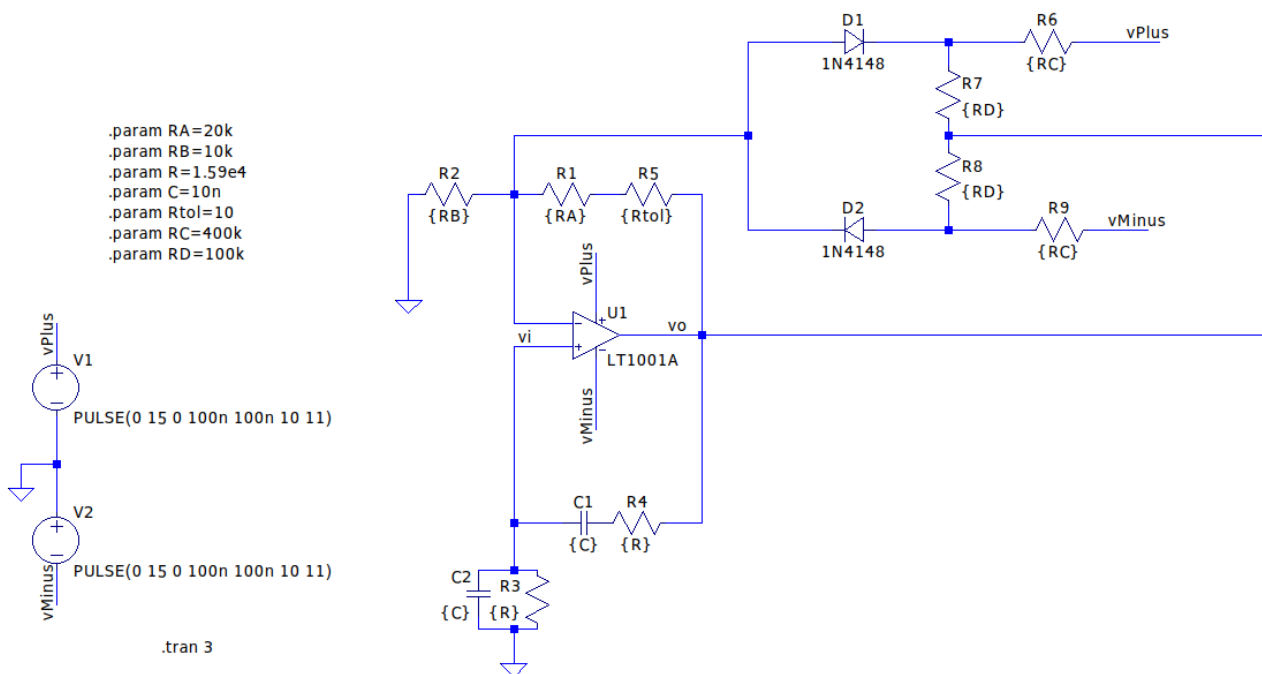 .param RA=20k
.param RB=10k
.param R=1.59e4
.param C=10n
.param Rtol=10
.param RC=400k
.param RD=100k
vPlus
V1
PULSE(0 15 0 100n 100n 10 11)
V2
PULSE(0 15 0 100n 100n 10 11)
vMinus
.tran 3
D1
1N4148
R6
{RC}
vPlus
R7
{RD}
R8
{RD}
D2
1N4148
R9
{RC}
vMinus
R2
{RB}
R1
{RA}
R5
{Rtol}
vPlus
U1
vi
vo
LT1001A
vMinus
C1
{C}
R4
{R}
C2
{C}
R3
{R}